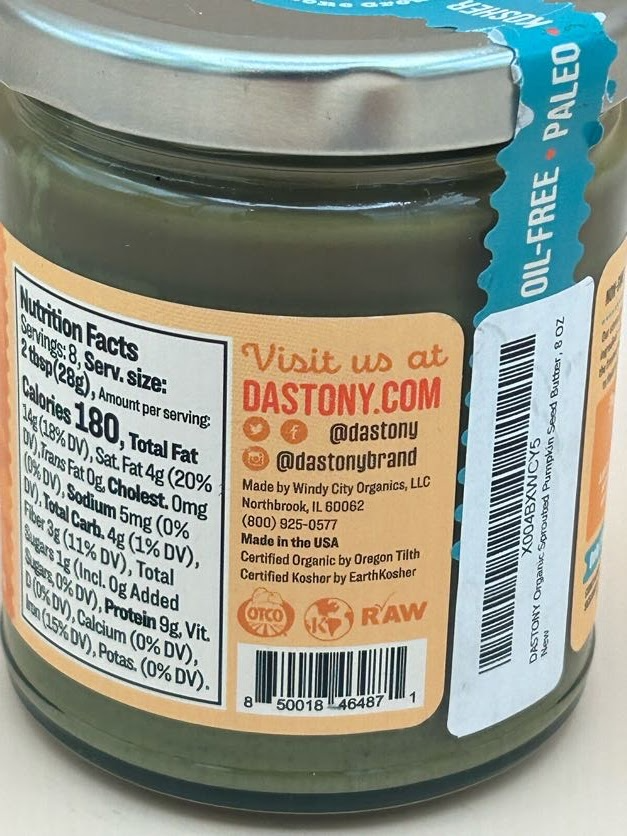 KOSHER
OIL-FREE • PALEO
Nutrition Facts
Servings: 8, Serv. size:
2 tbsp(28g), Amount per serving:
Calories 180, Total Fat
14g (18% DV), Sat. Fat 4g (20%
DV),Trans Fat 0g, Cholest. 0mg
(0% DV), Sodium 5mg (0%
DV), Total Carb. 4g (1% DV),
Fiber 3g (11% DV), Total
Sugars 1g (Incl. 0g Added
Sugars, 0% DV), Protein 9g, Vit.
D (0% DV), Calcium (0% DV),
Iron (15% DV), Potas. (0% DV).
Visit us at
DASTONY.COM
@dastony
@dastonybrand
Made by Windy City Organics, LLC
Northbrook, IL 60062
(800) 925-0577
Made in the USA
Certified Organic by Oregon Tilth
Certified Kosher by EarthKosher
OTCO
K
RAW
8 50018 46487 1
X004BXWCY5
DASTONY Organic Sprouted Pumpkin Seed Butter, 8 oz
New